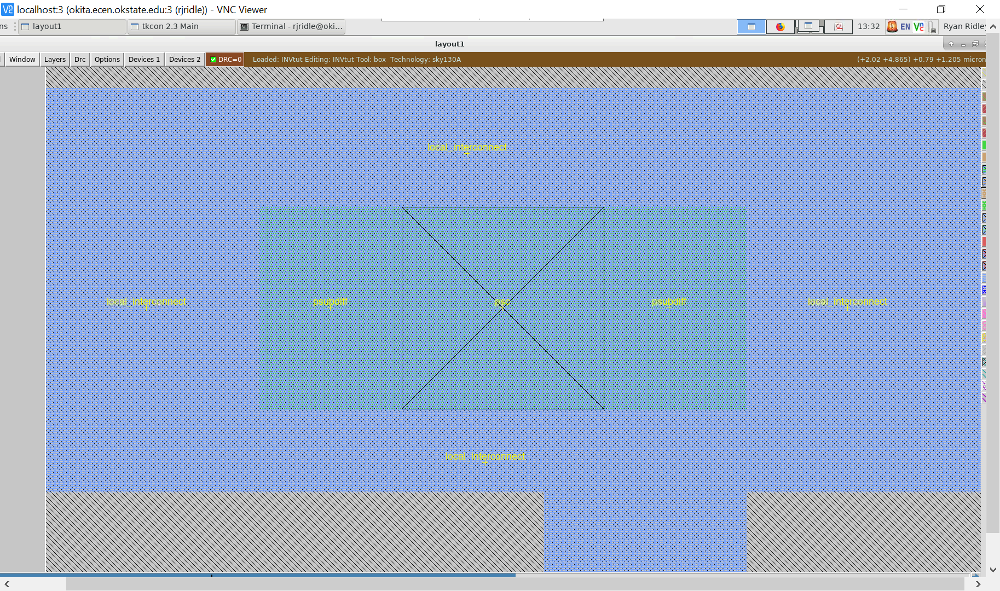 localhost:3 (okita.ecen.okstate.edu:3 (rjridle)) - VNC Viewer
ns layout1 tkcon 2.3 Main Terminal - rjridle@oki... 13:32 EN Ryan Ridley
layout1
Window Layers Drc Options Devices 1 Devices 2 DRC=0 Loaded: INVtut Editing: INVtut Tool: box Technology: sky130A (+2.02 +4.865) +0.79 +1.205 micron
local_interconnect
local_interconnect psubdiff psc psubdiff local_interconnect
local_interconnect